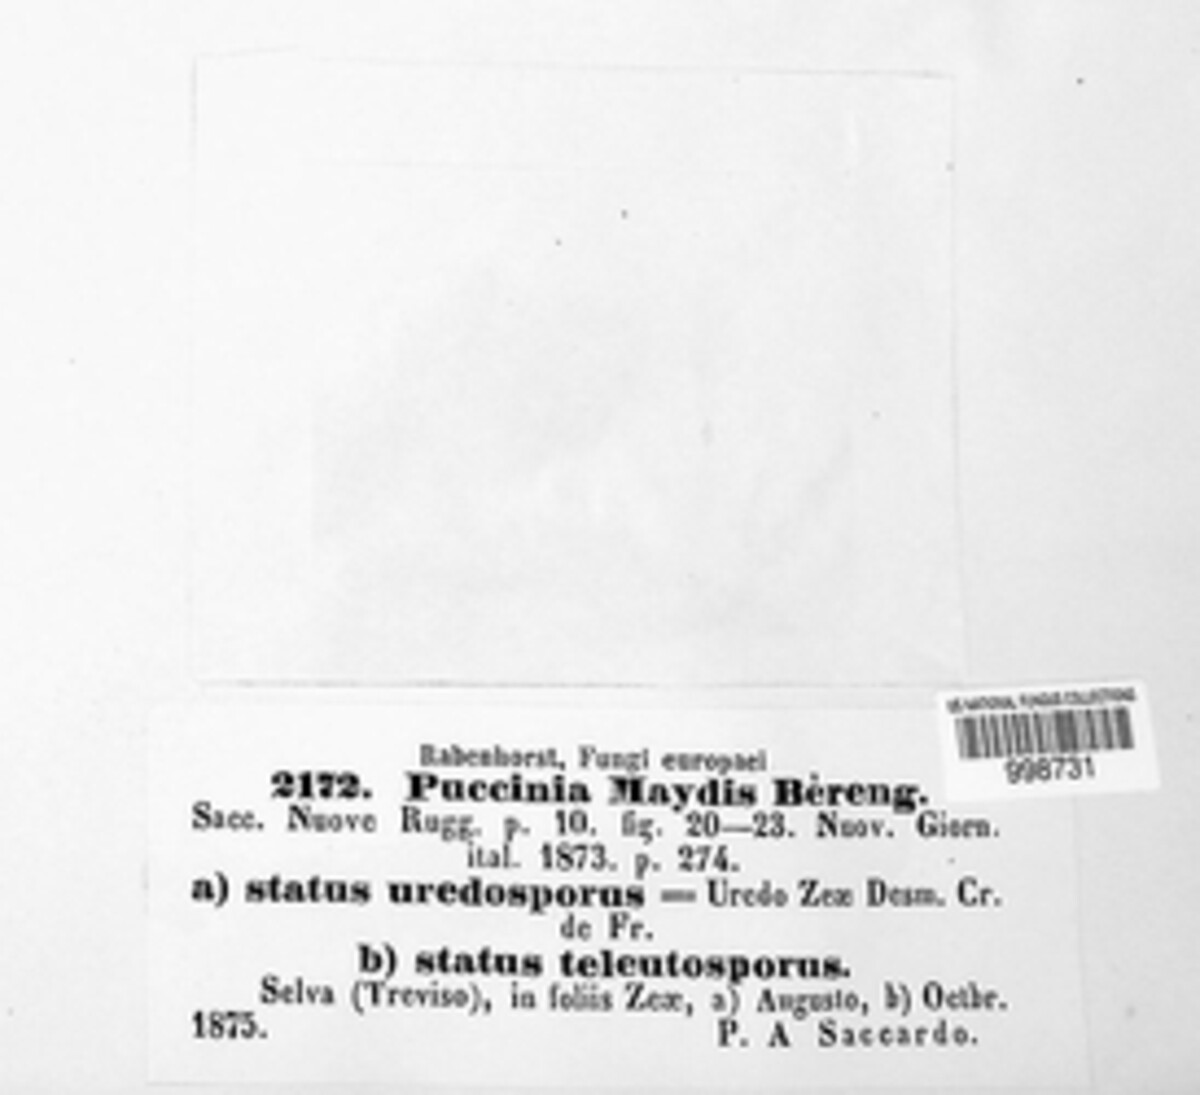 US NATIONAL FUNGUS COLLECTIONS
998731
Rabenhorst, Fungi europaei
2172. Puccinia Maydis Bèreng.
Sacc. Nuove Rugg. p. 10. fig. 20—23. Nuov. Giorn.
ital. 1873. p. 274.
a) status uredosporus = Uredo Zeæ Desm. Cr.
de Fr.
b) status teleutosporus.
Selva (Treviso), in foliis Zeæ, a) Augusto, b) Octbr.
1875. P. A Saccardo.